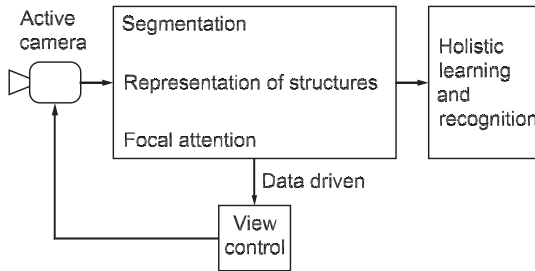 Active
camera
Segmentation
Representation of structures
Focal attention
Holistic
learning
and
recognition
Data driven
View
control